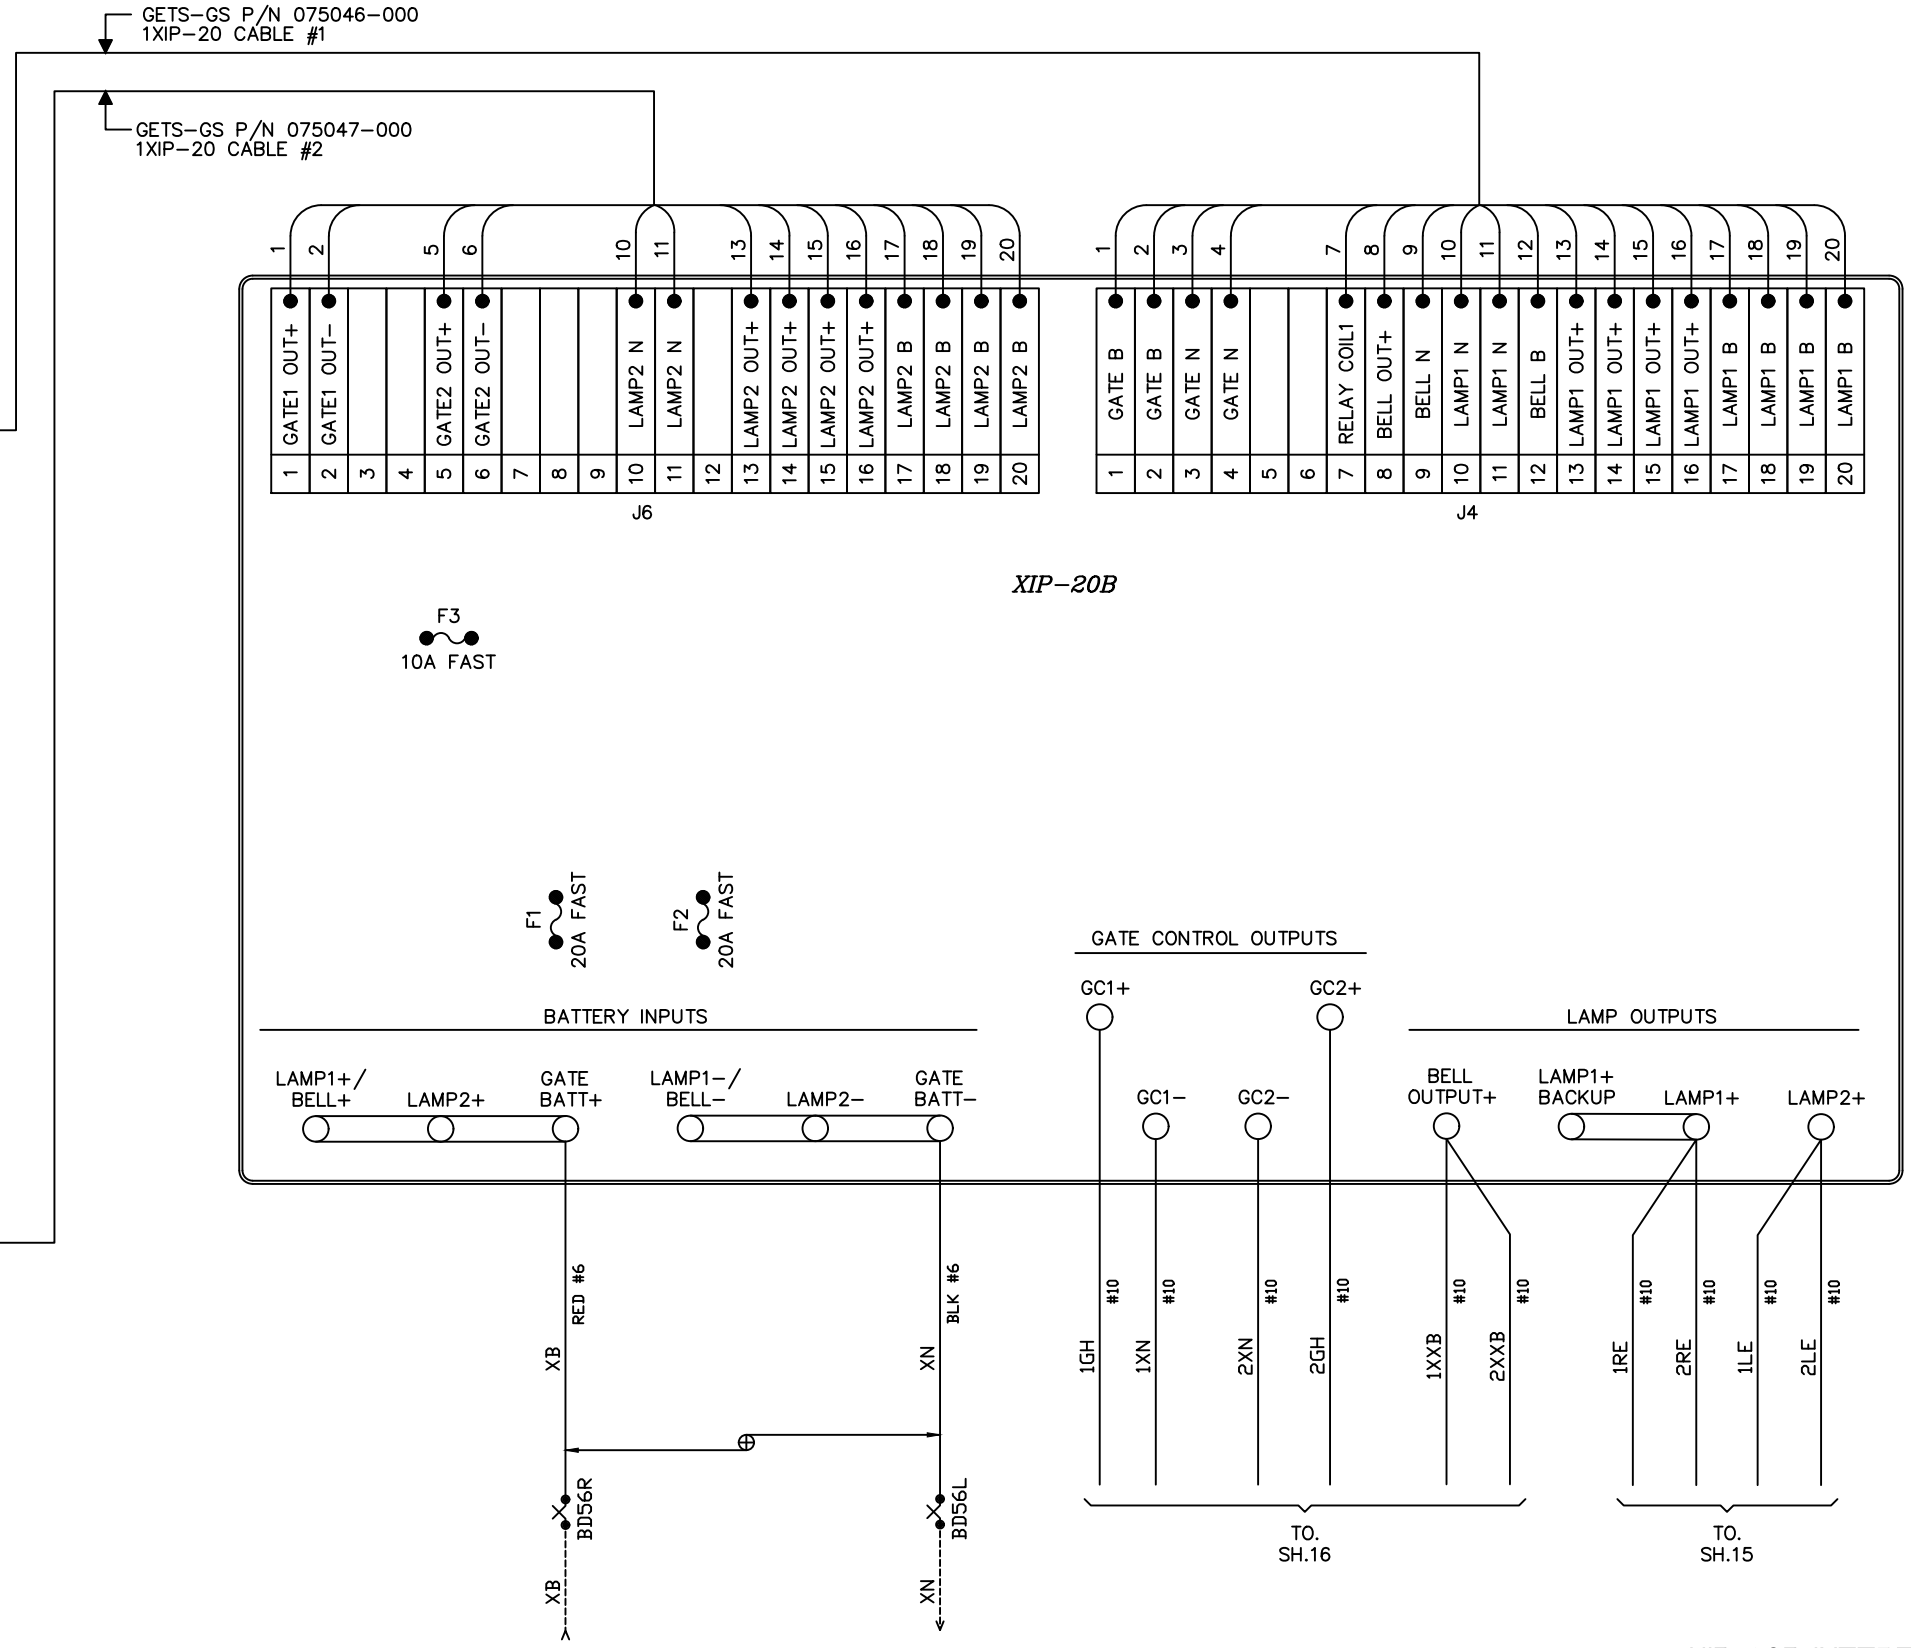 GETS-GS P/N 075046-000
1XIP-20 CABLE #1
GETS-GS P/N 075047-000
1XIP-20 CABLE #2
1 2 5 6 10 11 13 14 15 16 17 18 19 20
1 2 3 4 7 8 9 10 11 12 13 14 15 16 17 18 19 20
GATE1 OUT+
GATE1 OUT-
GATE2 OUT+
GATE2 OUT-
LAMP2 N
LAMP2 N
LAMP2 OUT+
LAMP2 OUT+
LAMP2 OUT+
LAMP2 OUT+
LAMP2 B
LAMP2 B
LAMP2 B
LAMP2 B
GATE B
GATE B
GATE N
GATE N
RELAY COIL1
BELL OUT+
BELL N
LAMP1 N
LAMP1 N
BELL B
LAMP1 OUT+
LAMP1 OUT+
LAMP1 OUT+
LAMP1 OUT+
LAMP1 B
LAMP1 B
LAMP1 B
LAMP1 B
1 2 3 4 5 6 7 8 9 10 11 12 13 14 15 16 17 18 19 20
1 2 3 4 5 6 7 8 9 10 11 12 13 14 15 16 17 18 19 20
J6
J4
XIP-20B
F3
10A FAST
F1
20A FAST
F2
20A FAST
GATE CONTROL OUTPUTS
GC1+
GC2+
BATTERY INPUTS
LAMP OUTPUTS
LAMP1+/
BELL+
LAMP2+
GATE
BATT+
LAMP1-/
BELL-
LAMP2-
GATE
BATT-
GC1-
GC2-
BELL
OUTPUT+
LAMP1+
BACKUP
LAMP1+
LAMP2+
RED #6
BLK #6
#10
#10
#10
#10
#10
#10
#10
#10
#10
#10
XB
XN
1GH
1XN
2XN
2GH
1XXB
2XXB
1RE
2RE
1LE
2LE
BD56R
BD56L
TO.
SH.16
TO.
SH.15
XB
XN